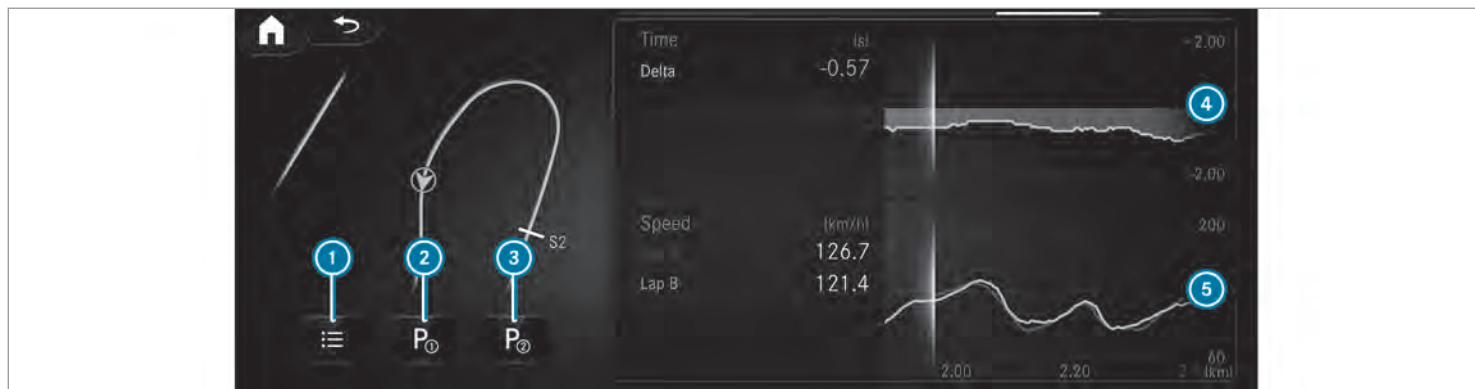 Time [s] - 2.00
Delta -0.57
4
-2.00
Speed [km/h] 200
S2
126.7
1 2 3
Lap B 121.4
5
P① P②
60
2.00 2.20 2 [km]